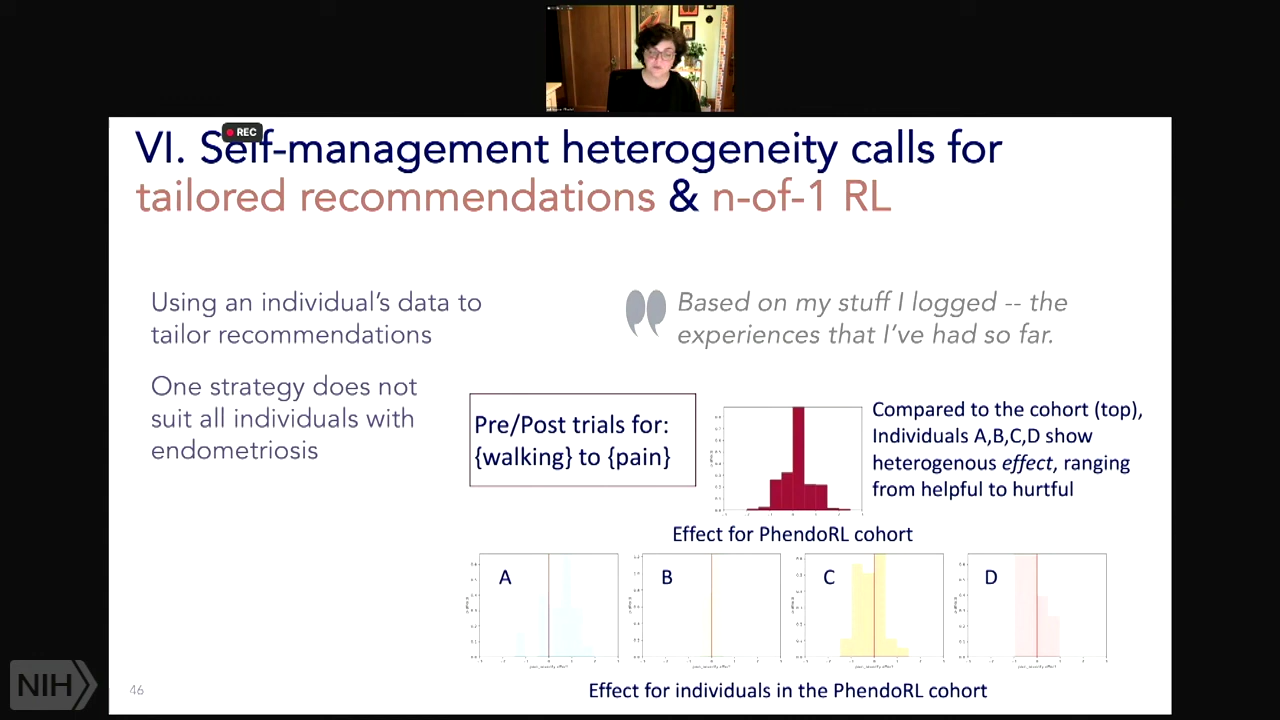 REC
VI. Self-management heterogeneity calls for
tailored recommendations & n-of-1 RL
Using an individual's data to
tailor recommendations
Based on my stuff I logged -- the
experiences that I've had so far.
One strategy does not
suit all individuals with
endometriosis
Pre/Post trials for:
{walking} to {pain}
Compared to the cohort (top),
Individuals A,B,C,D show
heterogenous effect, ranging
from helpful to hurtful
Effect for PhendoRL cohort
A
B
C
D
Effect for individuals in the PhendoRL cohort
NIH
46